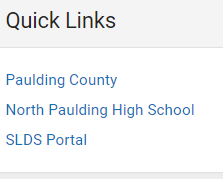 Quick Links
Paulding County
North Paulding High School
SLDS Portal